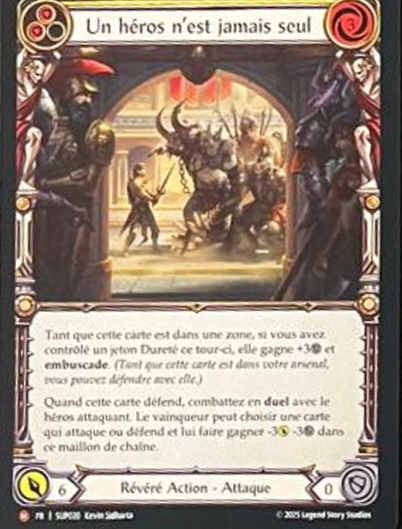 Un héros n'est jamais seul
3
Tant que cette carte est dans une zone, si vous avez
contrôlé un jeton Dureté ce tour-ci, elle gagne +3 et
embuscade. (Tant que cette carte est dans votre arsenal,
vous pouvez défendre avec elle.)
Quand cette carte défend, combattez en duel avec le
héros attaquant. Le vainqueur peut choisir une carte
qui attaque ou défend et lui faire gagner -3 -3 dans
ce maillon de chaîne.
6 Révéré Action - Attaque 0
M FR | SUP020 Kevin Sidharta © 2025 Legend Story Studios